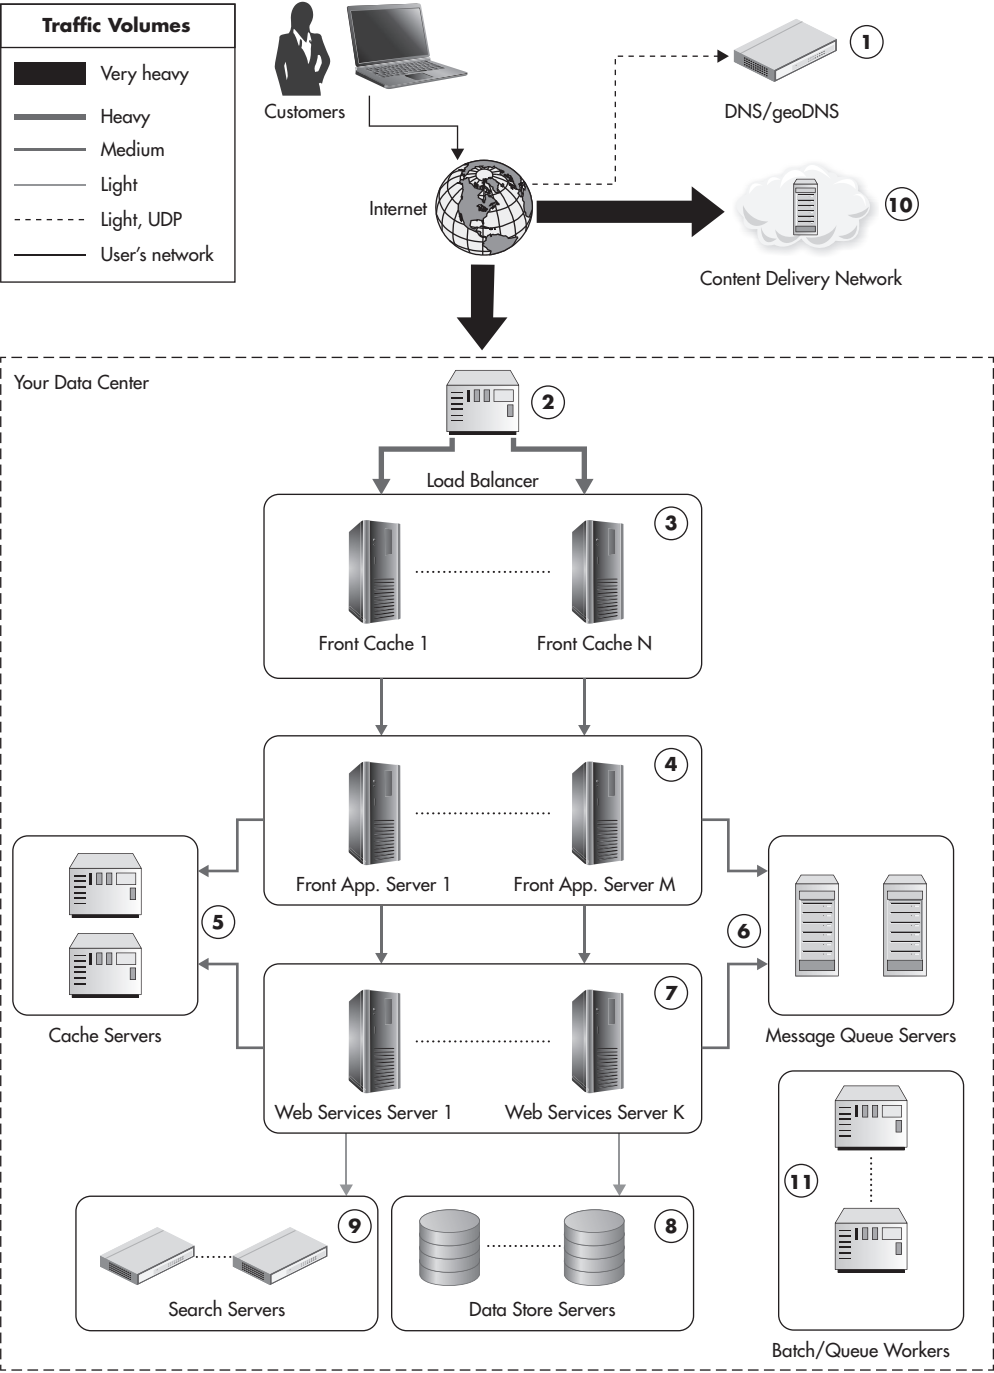 Traffic Volumes
Very heavy
Heavy
Medium
Light
Light, UDP
User's network
Customers
1
DNS/geoDNS
Internet
10
Content Delivery Network
Your Data Center
2
Load Balancer
3
Front Cache 1
Front Cache N
4
Front App. Server 1
Front App. Server M
5
Cache Servers
6
Message Queue Servers
7
Web Services Server 1
Web Services Server K
11
Batch/Queue Workers
9
Search Servers
8
Data Store Servers